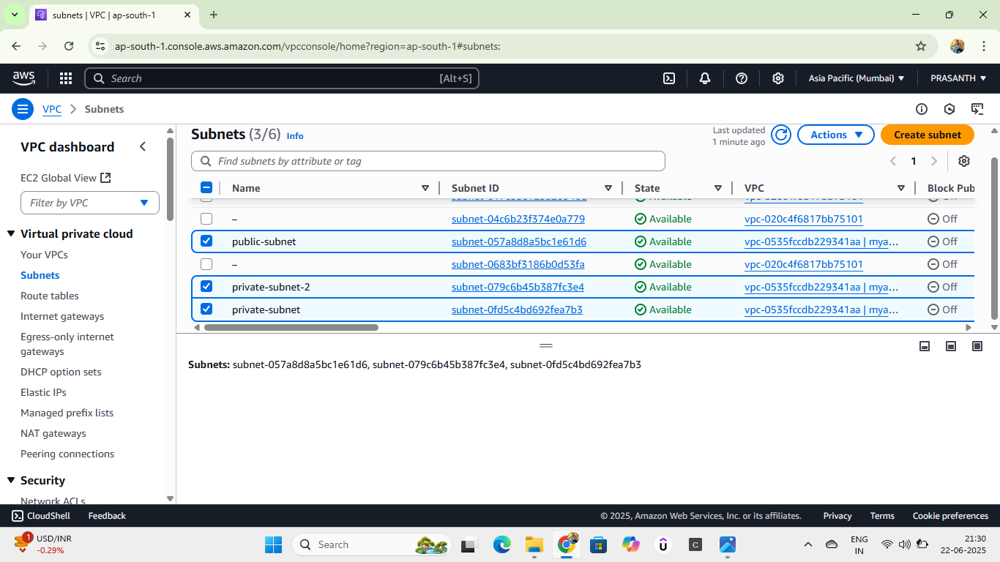 subnets | VPC | ap-south-1
ap-south-1.console.aws.amazon.com/vpcconsole/home?region=ap-south-1#subnets:
aws
Search [Alt+S]
Asia Pacific (Mumbai)
PRASANTH
VPC
Subnets
VPC dashboard
EC2 Global View
Filter by VPC
Virtual private cloud
Your VPCs
Subnets
Route tables
Internet gateways
Egress-only internet
gateways
DHCP option sets
Elastic IPs
Managed prefix lists
NAT gateways
Peering connections
Security
Network ACLs
Subnets (3/6) Info
Last updated
1 minute ago
Actions
Create subnet
Find subnets by attribute or tag
1
Name Subnet ID State VPC Block Pub
– subnet-04c6b23f374e0a779 Available vpc-020c4f6817bb75101 Off
public-subnet subnet-057a8d8a5bc1e61d6 Available vpc-0535fccdb229341aa | mya… Off
– subnet-0683bf3186b0d53fa Available vpc-020c4f6817bb75101 Off
private-subnet-2 subnet-079c6b45b387fc3e4 Available vpc-0535fccdb229341aa | mya… Off
private-subnet subnet-0fd5c4bd692fea7b3 Available vpc-0535fccdb229341aa | mya… Off
Subnets: subnet-057a8d8a5bc1e61d6, subnet-079c6b45b387fc3e4, subnet-0fd5c4bd692fea7b3
CloudShell
Feedback
© 2025, Amazon Web Services, Inc. or its affiliates.
Privacy
Terms
Cookie preferences
1
USD/INR
-0.29%
Search
C
ENG
IN
21:30
22-06-2025